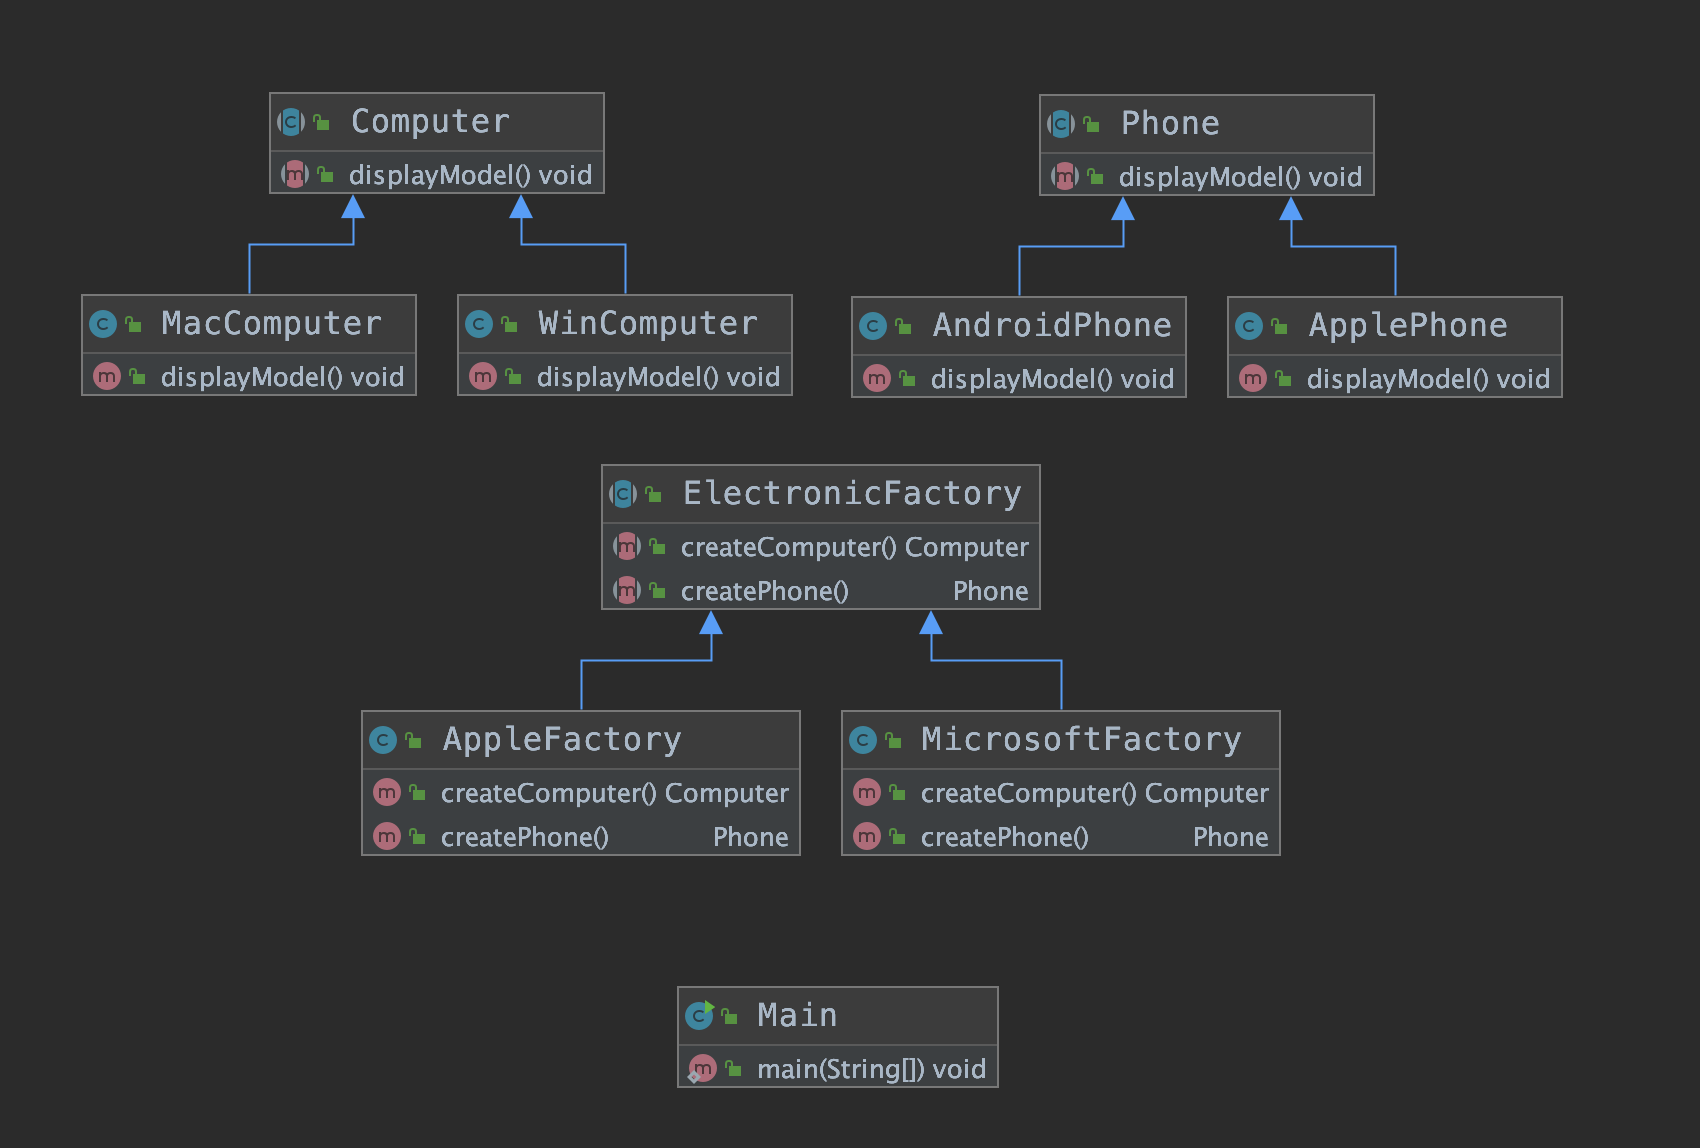 Computer
displayModel() void
Phone
displayModel() void
MacComputer
displayModel() void
WinComputer
displayModel() void
AndroidPhone
displayModel() void
ApplePhone
displayModel() void
ElectronicFactory
createComputer() Computer
createPhone() Phone
AppleFactory
createComputer() Computer
createPhone() Phone
MicrosoftFactory
createComputer() Computer
createPhone() Phone
Main
main(String[]) void